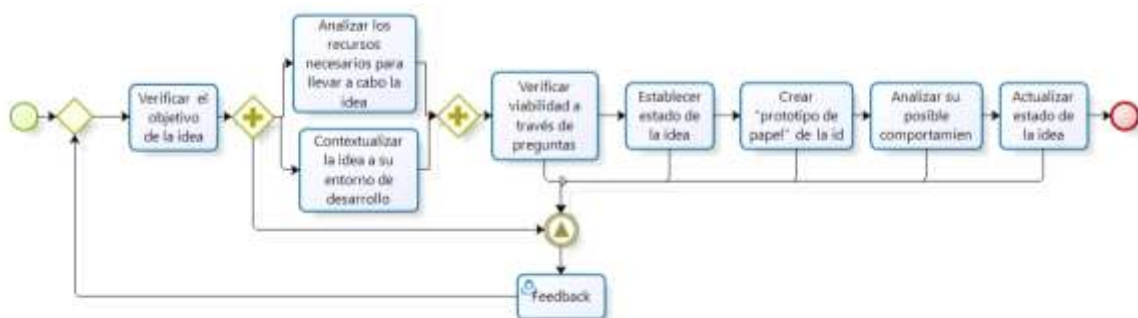 Verificar el
objetivo
de la idea
Analizar los
recursos
necesarios para
llevar a cabo la
idea
Contextualizar
la idea a su
entorno de
desarrollo
Verificar
viabilidad a
través de
preguntas
Establecer
estado de
la idea
Crear
"prototipo de
papel" de la id
Analizar su
posible
comportamien
Actualizar
estado de
la idea
Feedback